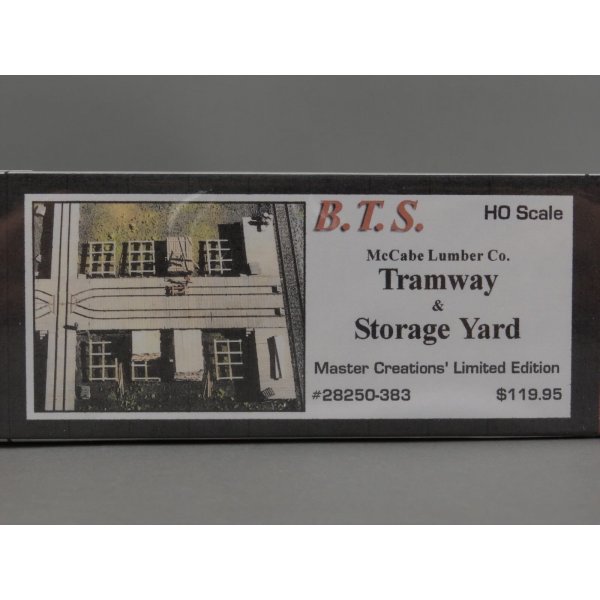 B.T.S.
HO Scale
McCabe Lumber Co.
Tramway
&
Storage Yard
Master Creations' Limited Edition
#28250-383 $119.95